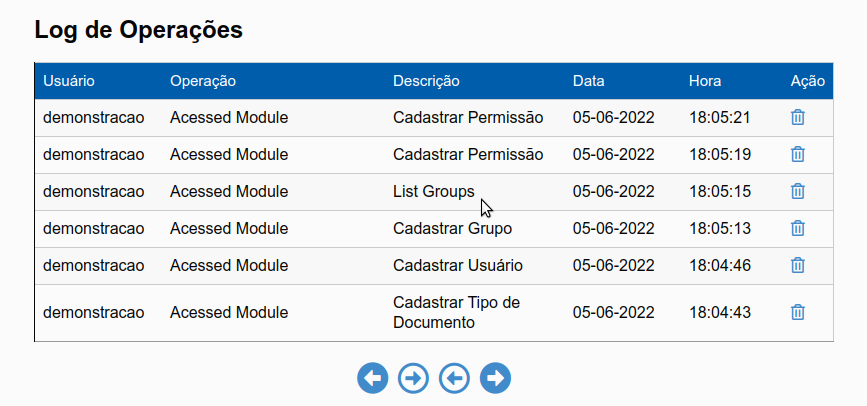 Log de Operações
Usuário Operação Descrição Data Hora Ação
demonstracao Acessed Module Cadastrar Permissão 05-06-2022 18:05:21
demonstracao Acessed Module Cadastrar Permissão 05-06-2022 18:05:19
demonstracao Acessed Module List Groups 05-06-2022 18:05:15
demonstracao Acessed Module Cadastrar Grupo 05-06-2022 18:05:13
demonstracao Acessed Module Cadastrar Usuário 05-06-2022 18:04:46
demonstracao Acessed Module Cadastrar Tipo de
Documento 05-06-2022 18:04:43